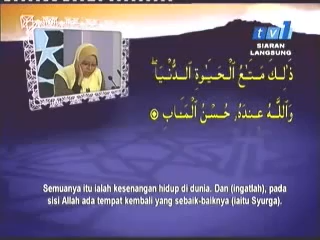 tv1
SIARAN
LANGSUNG
ذَٰلِكَ مَتَـٰعُ ٱلْحَيَوٰةِ ٱلدُّنْيَا ۖ
وَٱللَّهُ عِندَهُۥ حُسْنُ ٱلْمَـَٔابِ
Semuanya itu ialah kesenangan hidup di dunia. Dan (ingatlah), pada
sisi Allah ada tempat kembali yang sebaik-baiknya (iaitu Syurga).